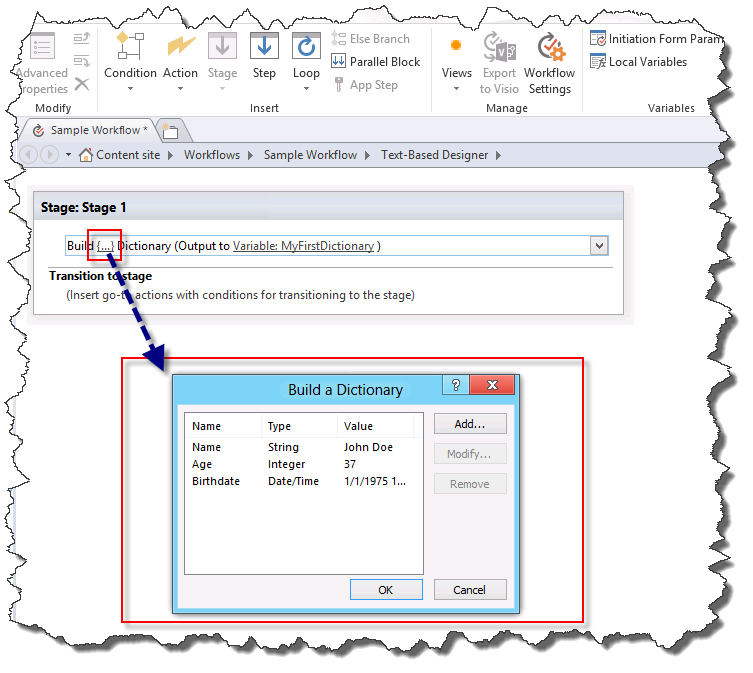 Else Branch
Initiation Form Param
Parallel Block
Local Variables
Advanced
Properties
Condition
Action
Stage
Step
Loop
App Step
Views
Export
to Visio
Workflow
Settings
Modify
Insert
Manage
Variables
Sample Workflow *
Content site
Workflows
Sample Workflow
Text-Based Designer
Stage: Stage 1
Build {...} Dictionary (Output to Variable: MyFirstDictionary )
Transition to stage
(Insert go-to actions with conditions for transitioning to the stage)
Build a Dictionary
?
X
Name Type Value
Name String John Doe
Age Integer 37
Birthdate Date/Time 1/1/1975 1...
Add...
Modify...
Remove
OK
Cancel